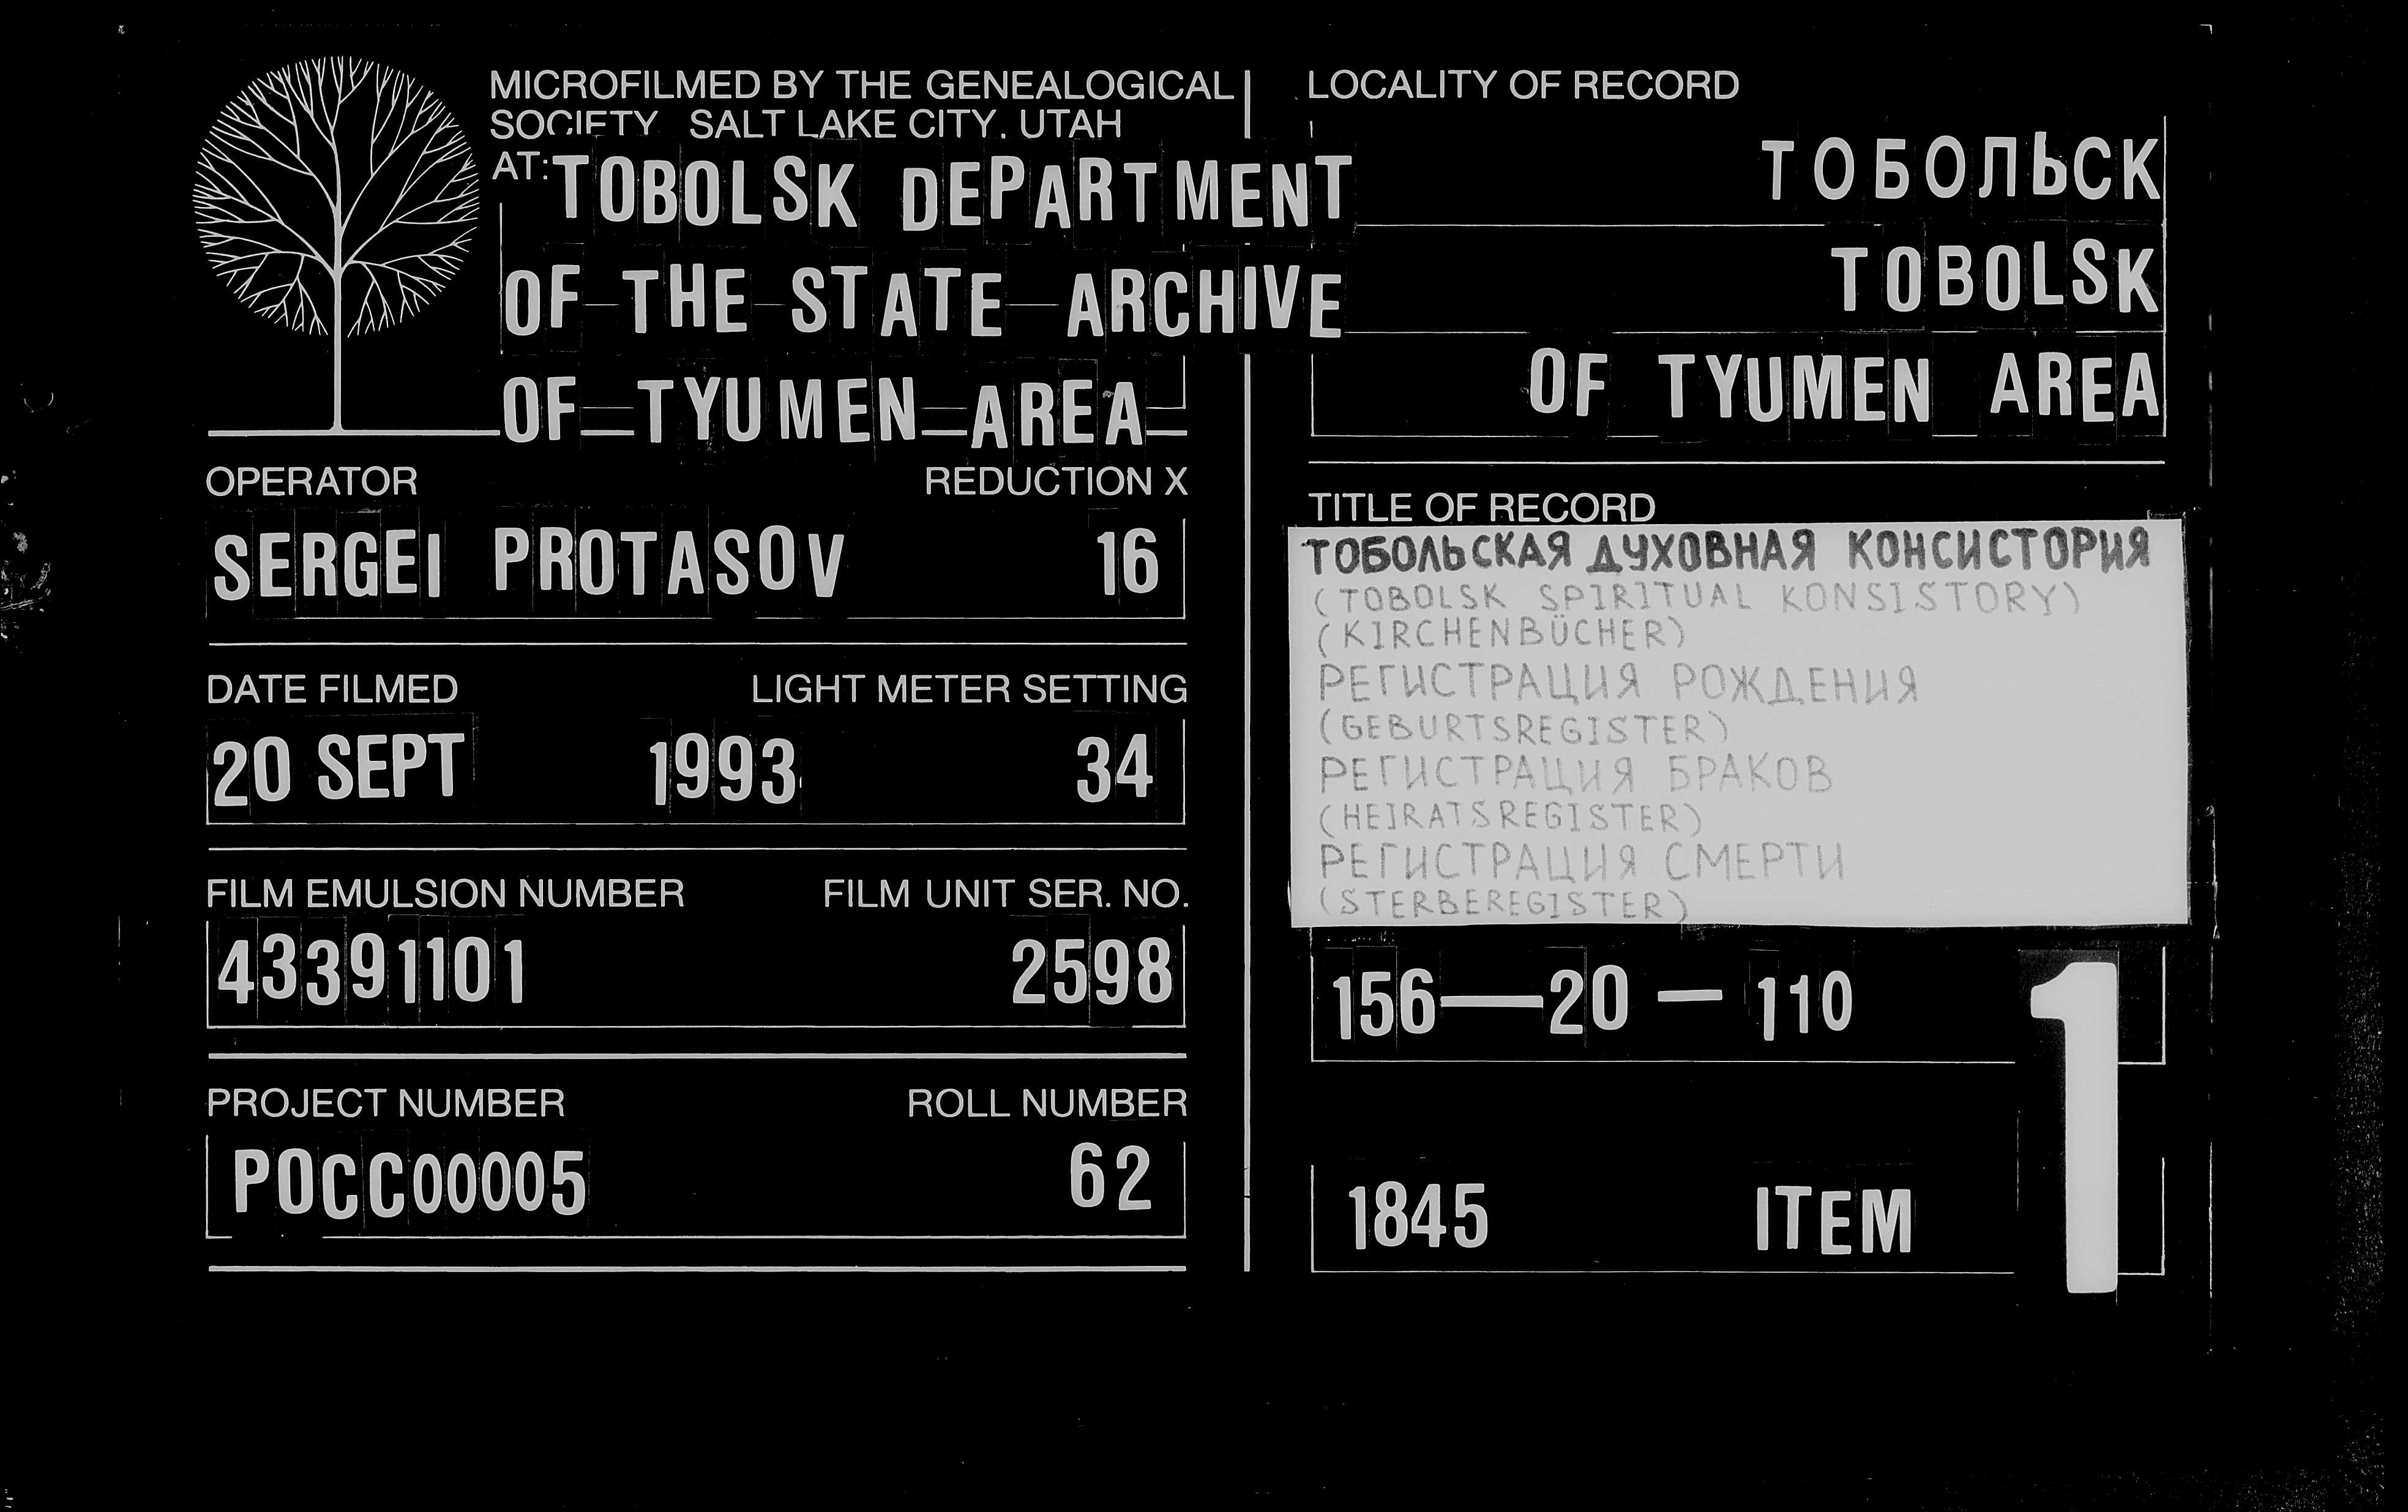 MICROFILMED BY THE GENEALOGICAL
SOCIETY SALT LAKE CITY, UTAH
AT: TOBOLSK DEPARTMENT
OF THE STATE ARCHIVE
OF TYUMEN AREA
OPERATOR REDUCTION X
SERGEI PROTASOV 16
DATE FILMED LIGHT METER SETTING
20 SEPT 1993 34
FILM EMULSION NUMBER FILM UNIT SER. NO.
43391101 2598
PROJECT NUMBER ROLL NUMBER
РОСС00005 62
LOCALITY OF RECORD
ТОБОЛЬСК
TOBOLSK
OF TYUMEN AREA
TITLE OF RECORD
ТОБОЛЬСКАЯ ДУХОВНАЯ КОНСИСТОРИЯ
(TOBOLSK SPIRITUAL KONSISTORY)
(KIRCHENBÜCHER)
РЕГИСТРАЦИЯ РОЖДЕНИЯ
(GEBURTSREGISTER)
РЕГИСТРАЦИЯ БРАКОВ
(HEIRATSREGISTER)
РЕГИСТРАЦИЯ СМЕРТИ
(STERBEREGISTER)
156—20—110
1845 ITEM 1